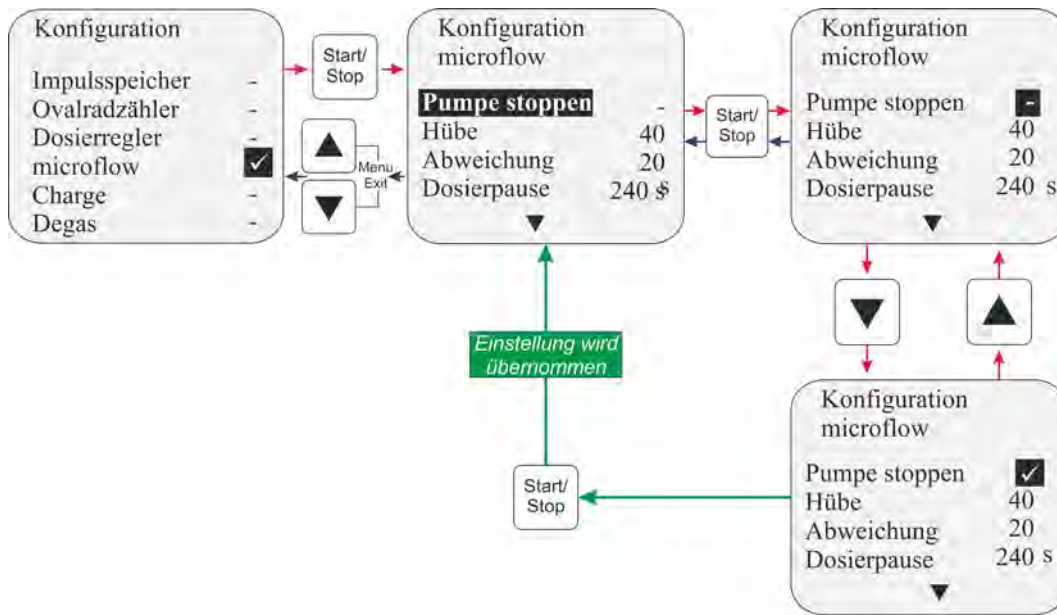 Konfiguration
Impulsspeicher -
Ovalradzähler -
Dosierregler -
microflow ✓
Charge -
Degas -
Start/
Stop
Menu
Exit
Konfiguration
microflow
Pumpe stoppen -
Hübe 40
Abweichung 20
Dosierpause 240 s
Start/
Stop
Konfiguration
microflow
Pumpe stoppen -
Hübe 40
Abweichung 20
Dosierpause 240 s
Einstellung wird
übernommen
Start/
Stop
Konfiguration
microflow
Pumpe stoppen ✓
Hübe 40
Abweichung 20
Dosierpause 240 s